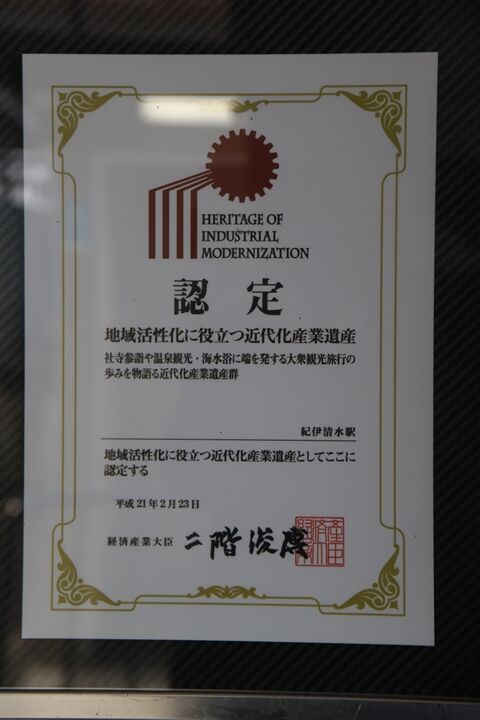 HERITAGE OF
INDUSTRIAL
MODERNIZATION
認 定
地域活性化に役立つ近代化産業遺産
社寺参詣や温泉観光・海水浴に端を発する大衆観光旅行の
歩みを物語る近代化産業遺産群
紀伊清水駅
地域活性化に役立つ近代化産業遺産としてここに
認定する
平成21年2月23日
経済産業大臣 二階俊博